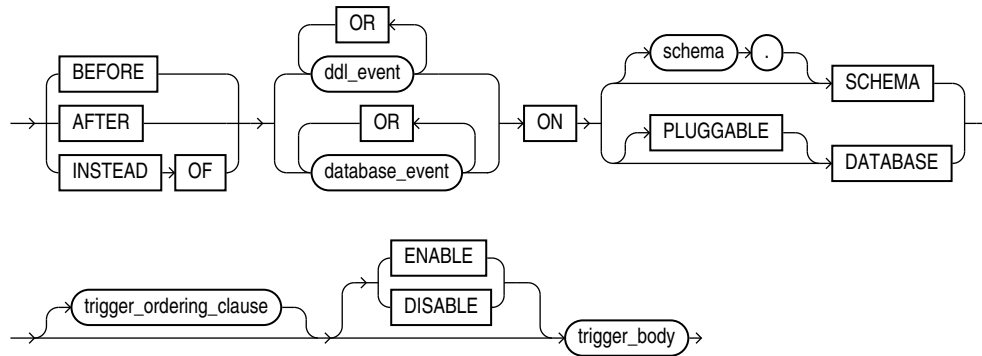 OR
BEFORE ddl_event schema .
SCHEMA
AFTER OR ON PLUGGABLE
INSTEAD OF database_event DATABASE
ENABLE
trigger_ordering_clause DISABLE
trigger_body